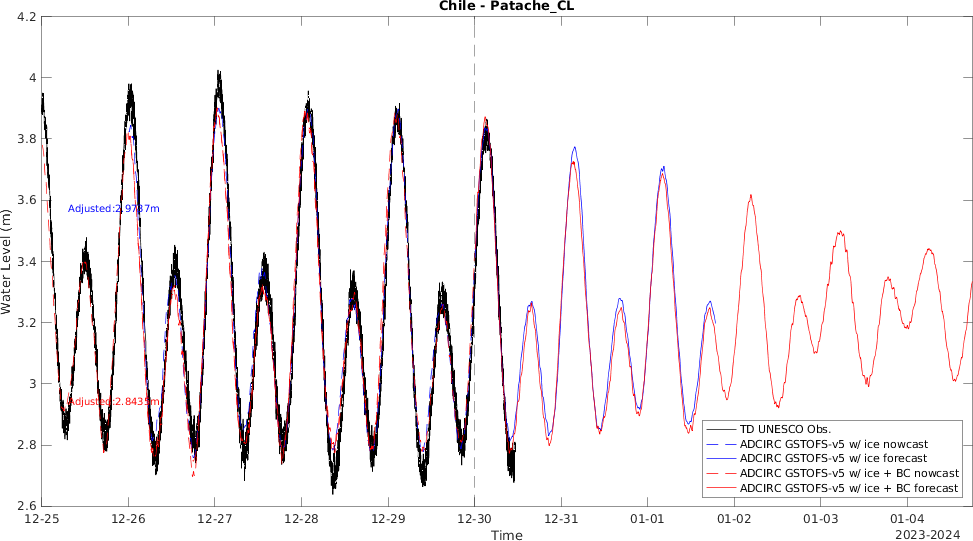 Chile - Patache_CL
4.2
4
3.8
3.6
3.4
3.2
3
2.8
2.6
Water Level (m)
Adjusted:2.9737m
Adjusted:2.8435m
TD UNESCO Obs.
ADCIRC GSTOFS-v5 w/ ice nowcast
ADCIRC GSTOFS-v5 w/ ice forecast
ADCIRC GSTOFS-v5 w/ ice + BC nowcast
ADCIRC GSTOFS-v5 w/ ice + BC forecast
12-25 12-26 12-27 12-28 12-29 12-30 12-31 01-01 01-02 01-03 01-04
Time
2023-2024